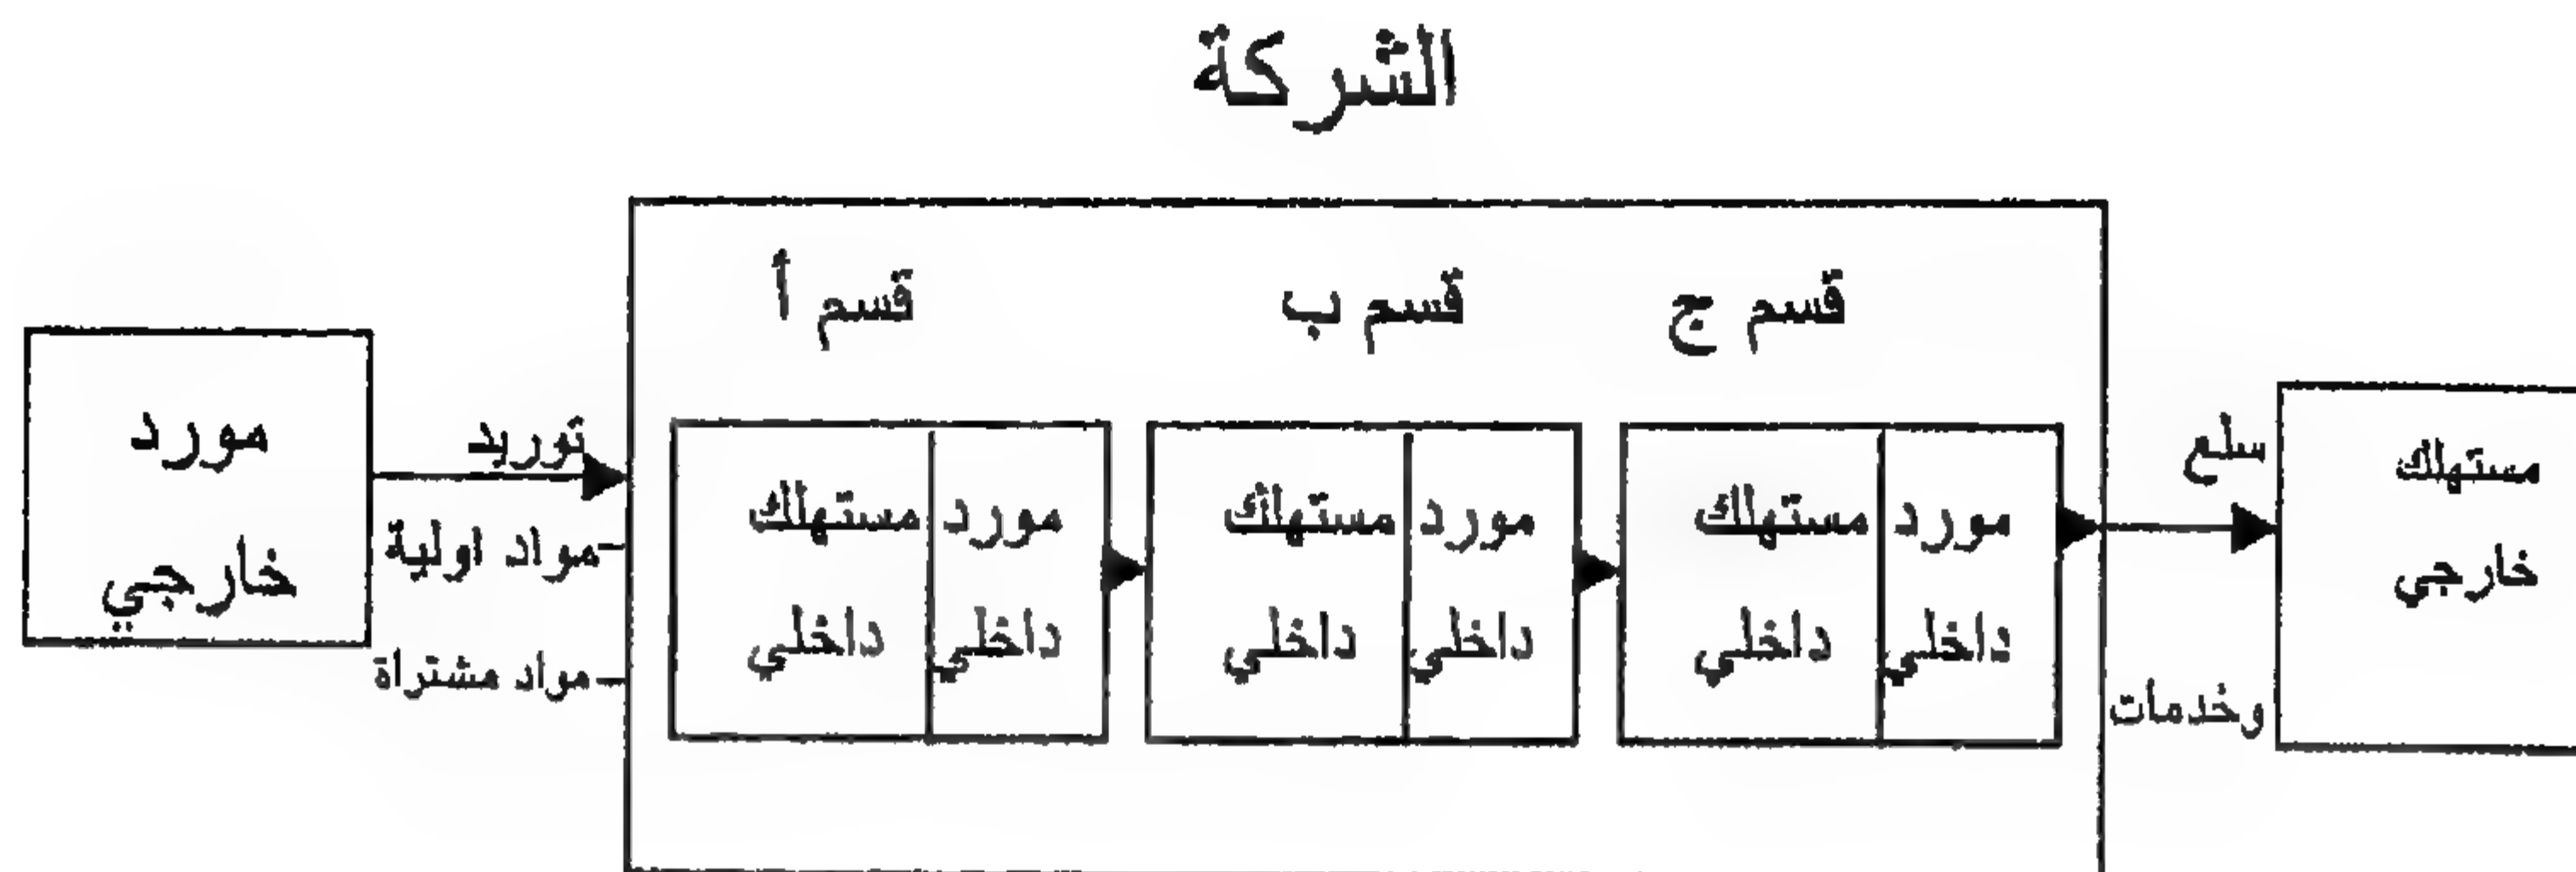 الشركة
قسم أ
قسم ب
قسم ج
مورد
خارجي
توريد
مواد اولية
مواد مشتراة
مستهلك
داخلي
مورد
داخلي
مستهلك
داخلي
مورد
داخلي
مستهلك
داخلي
مورد
داخلي
سلع
وخدمات
مستهلك
خارجي